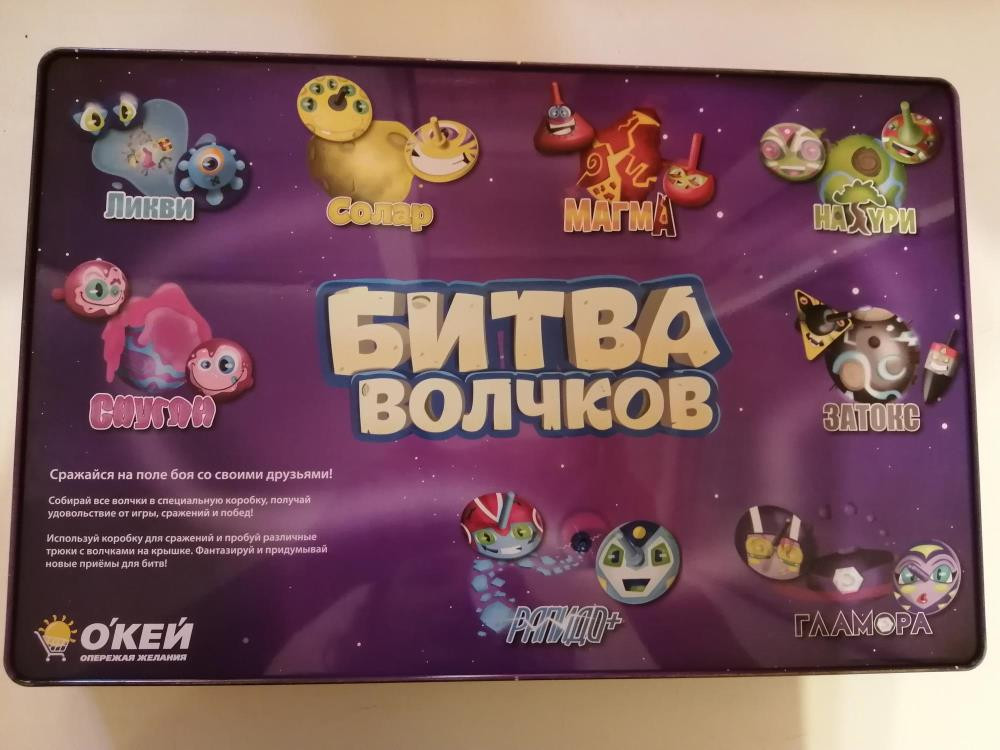 Ликви
Солар
МАГМА
НАТУРИ
БИТВА
ВОЛЧКОВ
ЗАТОКС
Сражайся на поле боя со своими друзьями!
Собирай все волчки в специальную коробку, получай
удовольствие от игры, сражений и побед!
Используй коробку для сражений и пробуй различные
трюки с волчками на крышке. Фантазируй и придумывай
новые приёмы для битв!
РАПИДО+
ГЛАМОРА
О'КЕЙ
ОПЕРЕЖАЯ ЖЕЛАНИЯ